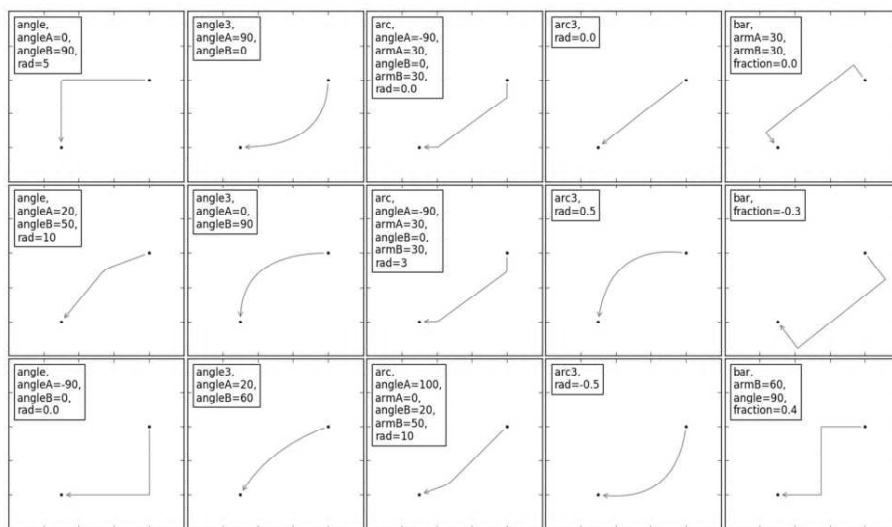 angle,
angleA=0,
angleB=90,
rad=5
angle3,
angleA=90,
angleB=0
arc,
angleA=-90,
armA=30,
angleB=0,
armB=30,
rad=0.0
arc3,
rad=0.0
bar,
armA=30,
armB=30,
fraction=0.0
angle,
angleA=20,
angleB=50,
rad=10
angle3,
angleA=0,
angleB=90
arc,
angleA=-90,
armA=30,
angleB=0,
armB=30,
rad=3
arc3,
rad=0.5
bar,
fraction=-0.3
angle,
angleA=-90,
angleB=0,
rad=0.0
angle3,
angleA=20,
angleB=60
arc,
angleA=100,
armA=0,
angleB=20,
armB=50,
rad=10
arc3,
rad=-0.5
bar,
armB=60,
angle=90,
fraction=0.4